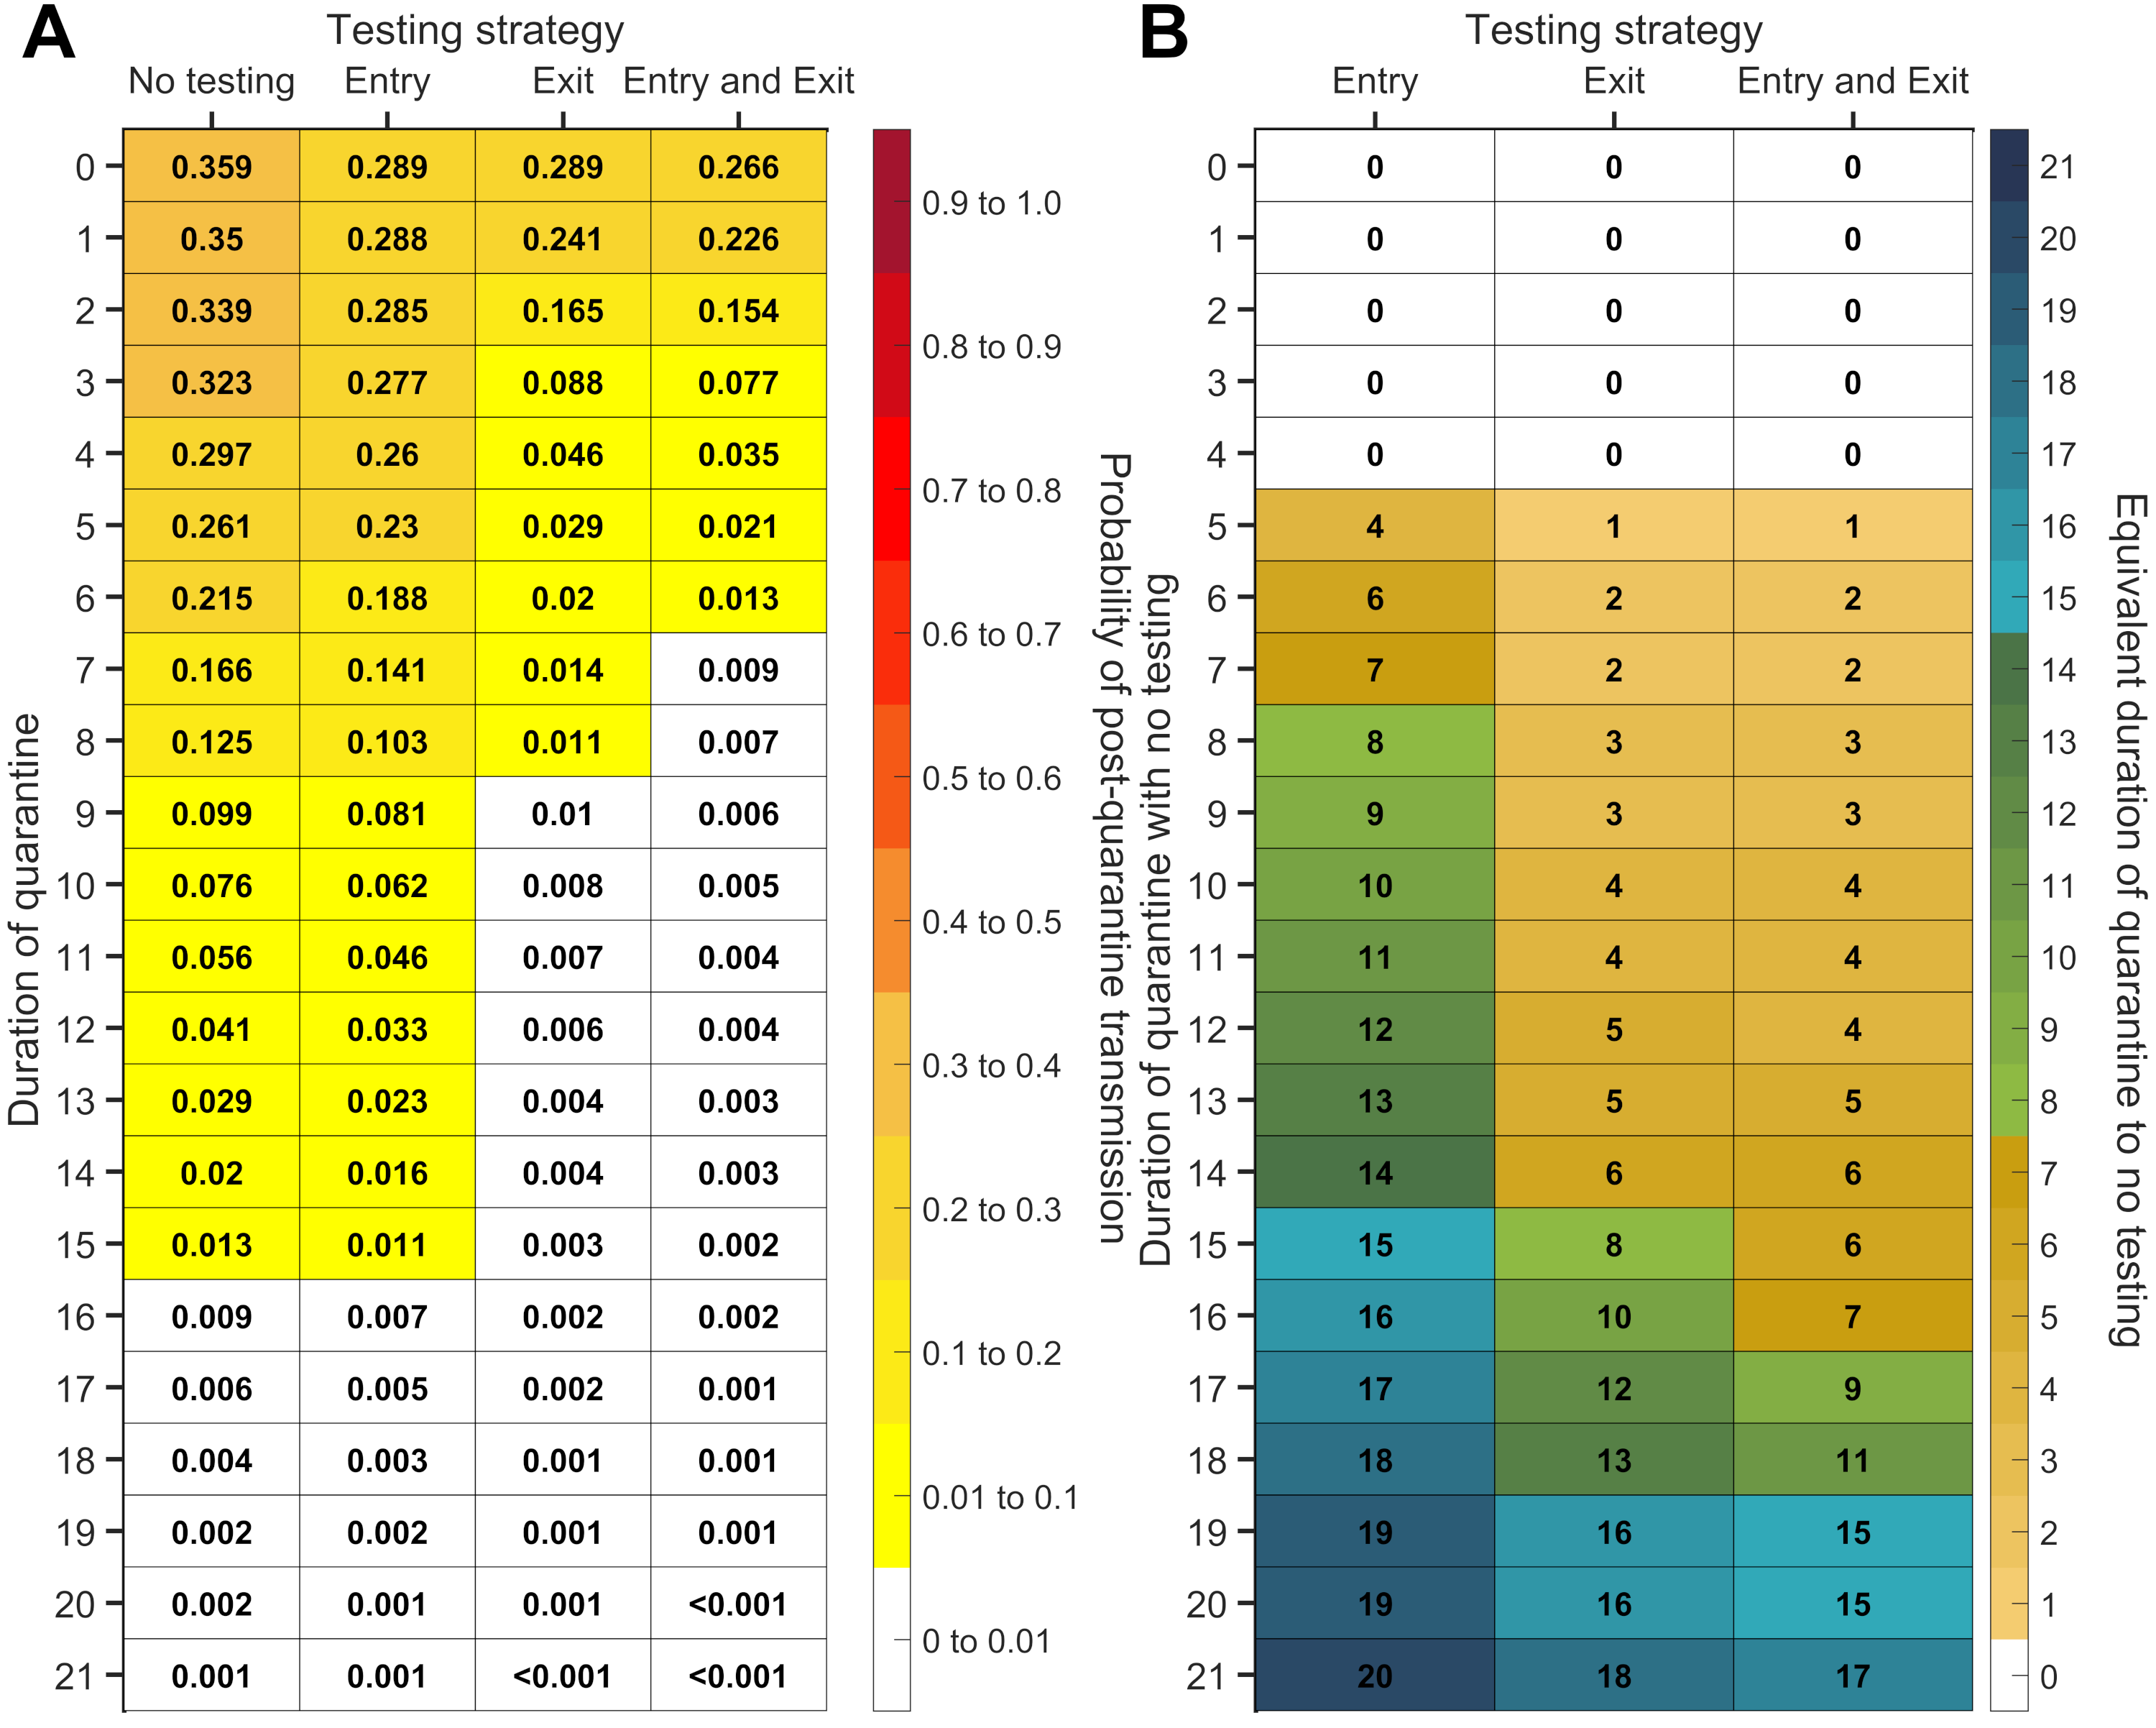 A
Testing strategy
No testing Entry Exit Entry and Exit
0 0.359 0.289 0.289 0.266
1 0.35 0.288 0.241 0.226
2 0.339 0.285 0.165 0.154
3 0.323 0.277 0.088 0.077
4 0.297 0.26 0.046 0.035
5 0.261 0.23 0.029 0.021
6 0.215 0.188 0.02 0.013
7 0.166 0.141 0.014 0.009
8 0.125 0.103 0.011 0.007
9 0.099 0.081 0.01 0.006
10 0.076 0.062 0.008 0.005
11 0.056 0.046 0.007 0.004
12 0.041 0.033 0.006 0.004
13 0.029 0.023 0.004 0.003
14 0.02 0.016 0.004 0.003
15 0.013 0.011 0.003 0.002
16 0.009 0.007 0.002 0.002
17 0.006 0.005 0.002 0.001
18 0.004 0.003 0.001 0.001
19 0.002 0.002 0.001 0.001
20 0.002 0.001 0.001 <0.001
21 0.001 0.001 <0.001 <0.001
Duration of quarantine
0.9 to 1.0
0.8 to 0.9
0.7 to 0.8
0.6 to 0.7
0.5 to 0.6
0.4 to 0.5
0.3 to 0.4
0.2 to 0.3
0.1 to 0.2
0.01 to 0.1
0 to 0.01
Probability of post-quarantine transmission
B
Testing strategy
Entry Exit Entry and Exit
0 0 0 0
1 0 0 0
2 0 0 0
3 0 0 0
4 0 0 0
5 4 1 1
6 6 2 2
7 7 2 2
8 8 3 3
9 9 3 3
10 10 4 4
11 11 4 4
12 12 5 4
13 13 5 5
14 14 6 6
15 15 8 6
16 16 10 7
17 17 12 9
18 18 13 11
19 19 16 15
20 19 16 15
21 20 18 17
Duration of quarantine with no testing
21
20
19
18
17
16
15
14
13
12
11
10
9
8
7
6
5
4
3
2
1
0
Equivalent duration of quarantine to no testing